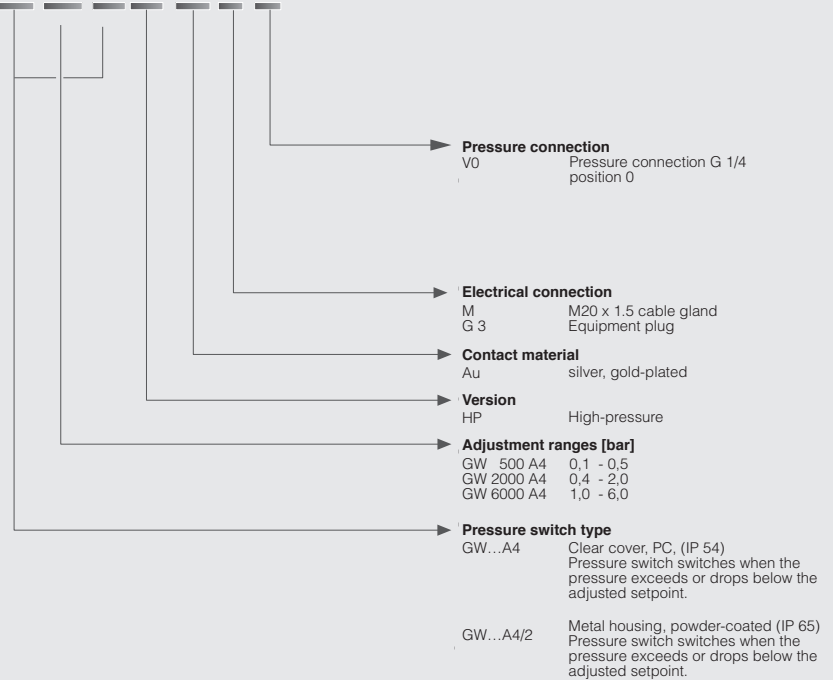 Pressure connection
V0 Pressure connection G 1/4
position 0
Electrical connection
M M20 x 1.5 cable gland
G 3 Equipment plug
Contact material
Au silver, gold-plated
Version
HP High-pressure
Adjustment ranges [bar]
GW 500 A4 0,1 - 0,5
GW 2000 A4 0,4 - 2,0
GW 6000 A4 1,0 - 6,0
Pressure switch type
GW…A4 Clear cover, PC, (IP 54)
Pressure switch switches when the
pressure exceeds or drops below the
adjusted setpoint.
GW…A4/2 Metal housing, powder-coated (IP 65)
Pressure switch switches when the
pressure exceeds or drops below the
adjusted setpoint.